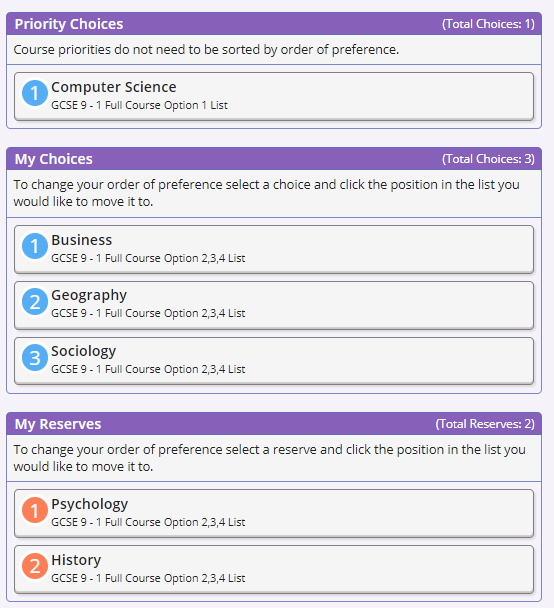 Priority Choices (Total Choices: 1)
Course priorities do not need to be sorted by order of preference.
1 Computer Science
GCSE 9 - 1 Full Course Option 1 List
My Choices (Total Choices: 3)
To change your order of preference select a choice and click the position in the list you
would like to move it to.
1 Business
GCSE 9 - 1 Full Course Option 2,3,4 List
2 Geography
GCSE 9 - 1 Full Course Option 2,3,4 List
3 Sociology
GCSE 9 - 1 Full Course Option 2,3,4 List
My Reserves (Total Reserves: 2)
To change your order of preference select a reserve and click the position in the list you
would like to move it to.
1 Psychology
GCSE 9 - 1 Full Course Option 2,3,4 List
2 History
GCSE 9 - 1 Full Course Option 2,3,4 List